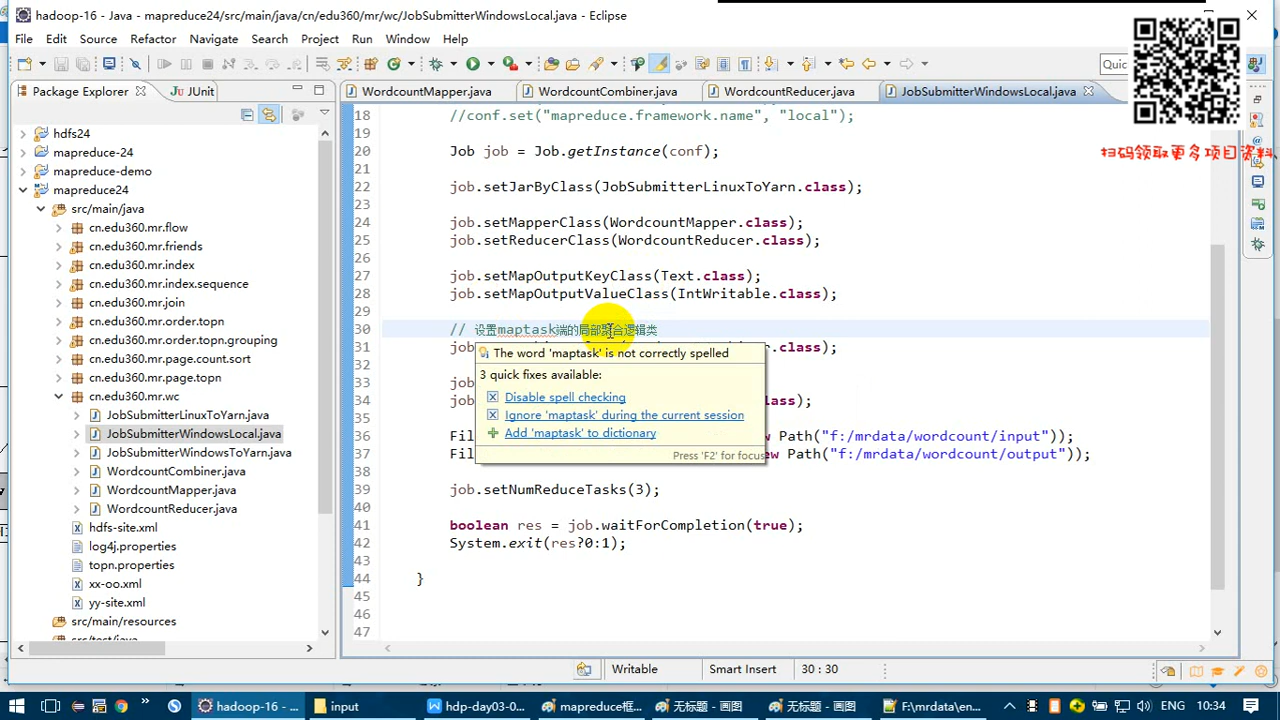 hadoop-16 - Java - mapreduce24/src/main/java/cn/edu360/mr/wc/JobSubmitterWindowsLocal.java - Eclipse
File Edit Source Refactor Navigate Search Project Run Window Help
Quic
Package Explorer JUnit
WordcountMapper.java WordcountCombiner.java WordcountReducer.java JobSubmitterWindowsLocal.java
扫码领取更多项目资料
hdfs24
mapreduce-24
mapreduce-demo
mapreduce24
src/main/java
cn.edu360.mr.flow
cn.edu360.mr.friends
cn.edu360.mr.index
cn.edu360.mr.index.sequence
cn.edu360.mr.join
cn.edu360.mr.order.topn
cn.edu360.mr.order.topn.grouping
cn.edu360.mr.page.count.sort
cn.edu360.mr.page.topn
cn.edu360.mr.wc
JobSubmitterLinuxToYarn.java
JobSubmitterWindowsLocal.java
JobSubmitterWindowsToYarn.java
WordcountCombiner.java
WordcountMapper.java
WordcountReducer.java
hdfs-site.xml
log4j.properties
topn.properties
xx-oo.xml
yy-site.xml
src/main/resources
src/test/java
18 //conf.set("mapreduce.framework.name", "local");
19
20 Job job = Job.getInstance(conf);
21
22 job.setJarByClass(JobSubmitterLinuxToYarn.class);
23
24 job.setMapperClass(WordcountMapper.class);
25 job.setReducerClass(WordcountReducer.class);
26
27 job.setMapOutputKeyClass(Text.class);
28 job.setMapOutputValueClass(IntWritable.class);
29
30 // 设置maptask端的局部聚合逻辑类
31 job .class);
32
33 job
34 job lass);
35
36 Fil w Path("f:/mrdata/wordcount/input"));
37 Fil w Path("f:/mrdata/wordcount/output"));
38
39 job.setNumReduceTasks(3);
40
41 boolean res = job.waitForCompletion(true);
42 System.exit(res?0:1);
43
44 }
45
46
47
The word 'maptask' is not correctly spelled
3 quick fixes available:
Disable spell checking
Ignore 'maptask' during the current session
Add 'maptask' to dictionary
Press 'F2' for focus
Writable Smart Insert 30 : 30
hadoop-16 - ... input hdp-day03-0... mapreduce框... 无标题 - 画图 无标题 - 画图 F:\mrdata\en... ENG 10:34